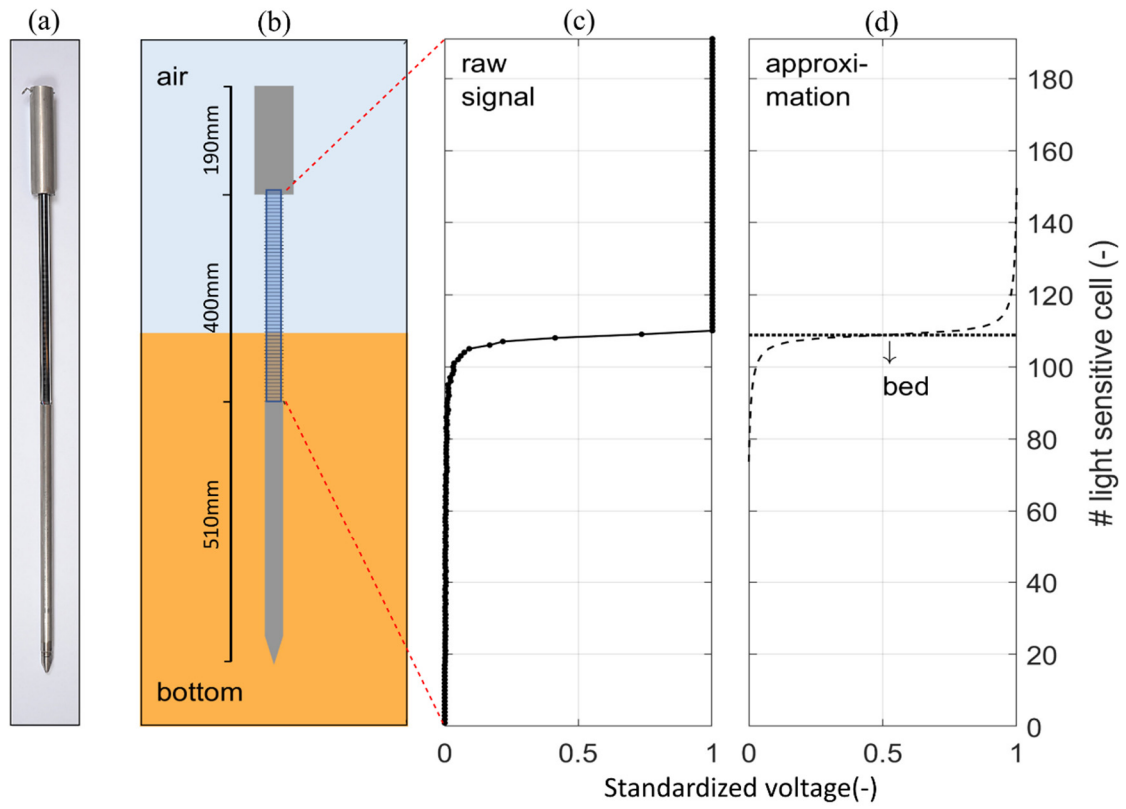 (a)
(b)
(c)
(d)
air
190mm
400mm
510mm
bottom
raw
signal
approxi-
mation
↓
bed
180
160
140
120
100
80
60
40
20
0
# light sensitive cell (-)
0
0.5
1
0
0.5
1
Standardized voltage(-)